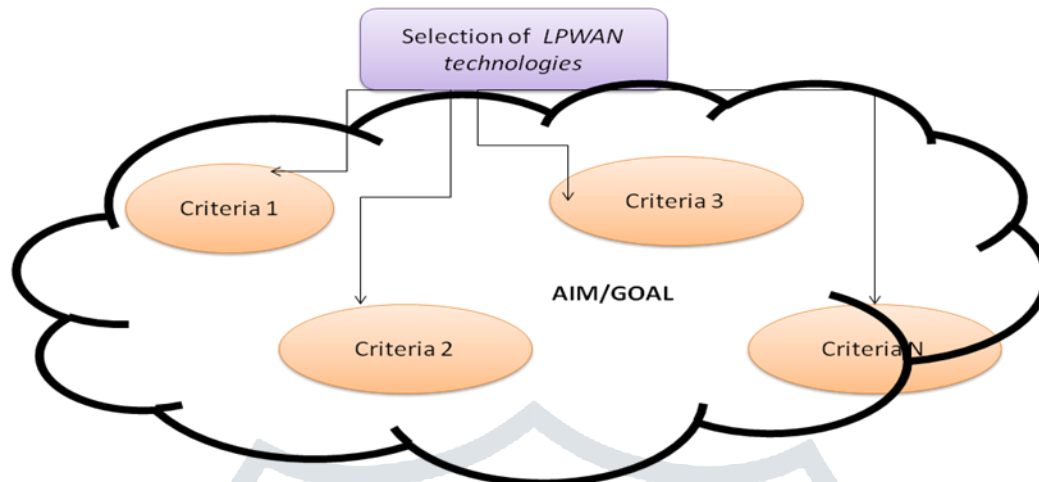 Selection of LPWAN
technologies
Criteria 1
Criteria 3
AIM/GOAL
Criteria 2
Criteria N